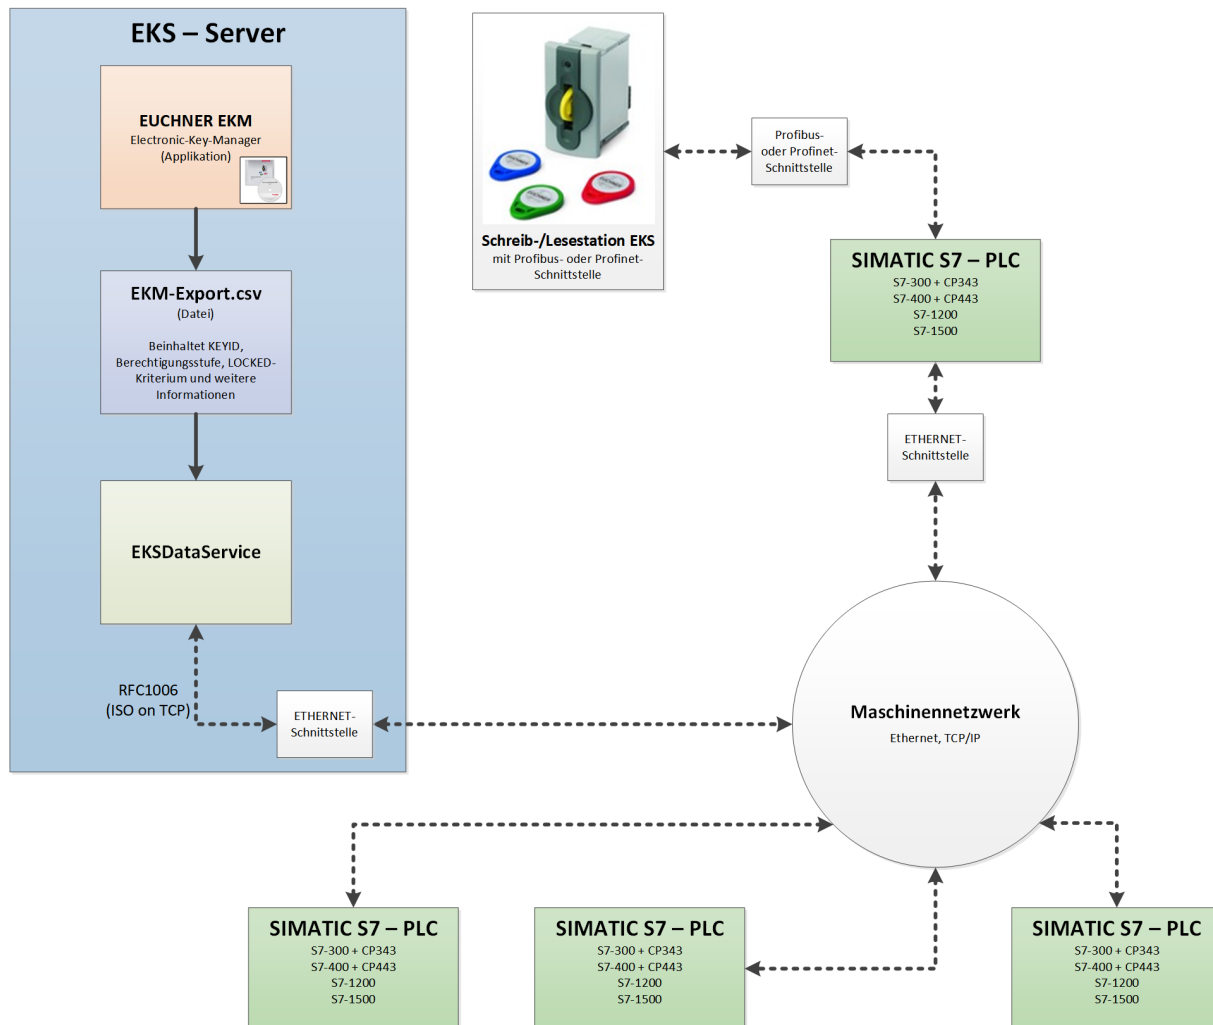 EKS – Server
EUCHNER EKM
Electronic-Key-Manager
(Applikation)
EKM-Export.csv
(Datei)
Beinhaltet KEYID,
Berechtigungsstufe, LOCKED-
Kriterium und weitere
Informationen
EKSDataService
RFC1006
(ISO on TCP)
ETHERNET-
Schnittstelle
EUCHNER
EUCHNER
EUCHNER
Schreib-/Lesestation EKS
mit Profibus- oder Profinet-
Schnittstelle
Profibus-
oder Profinet-
Schnittstelle
SIMATIC S7 – PLC
S7-300 + CP343
S7-400 + CP443
S7-1200
S7-1500
ETHERNET-
Schnittstelle
Maschinennetzwerk
Ethernet, TCP/IP
SIMATIC S7 – PLC
S7-300 + CP343
S7-400 + CP443
S7-1200
S7-1500
SIMATIC S7 – PLC
S7-300 + CP343
S7-400 + CP443
S7-1200
S7-1500
SIMATIC S7 – PLC
S7-300 + CP343
S7-400 + CP443
S7-1200
S7-1500